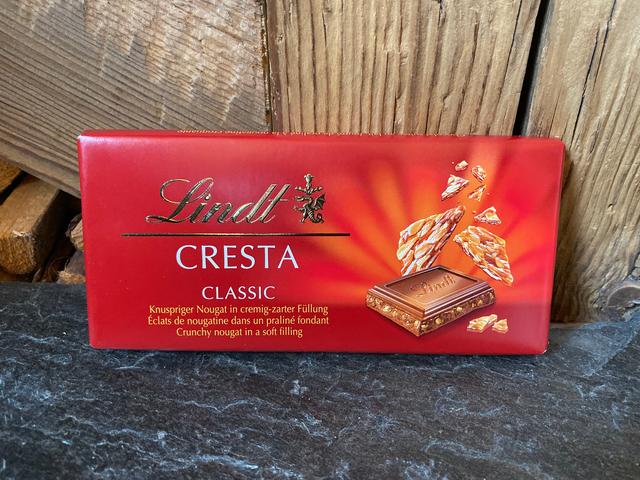 Lindt
CRESTA
CLASSIC
Knuspriger Nougat in cremig-zarter Füllung
Éclats de nougatine dans un praliné fondant
Crunchy nougat in a soft filling
Lindt